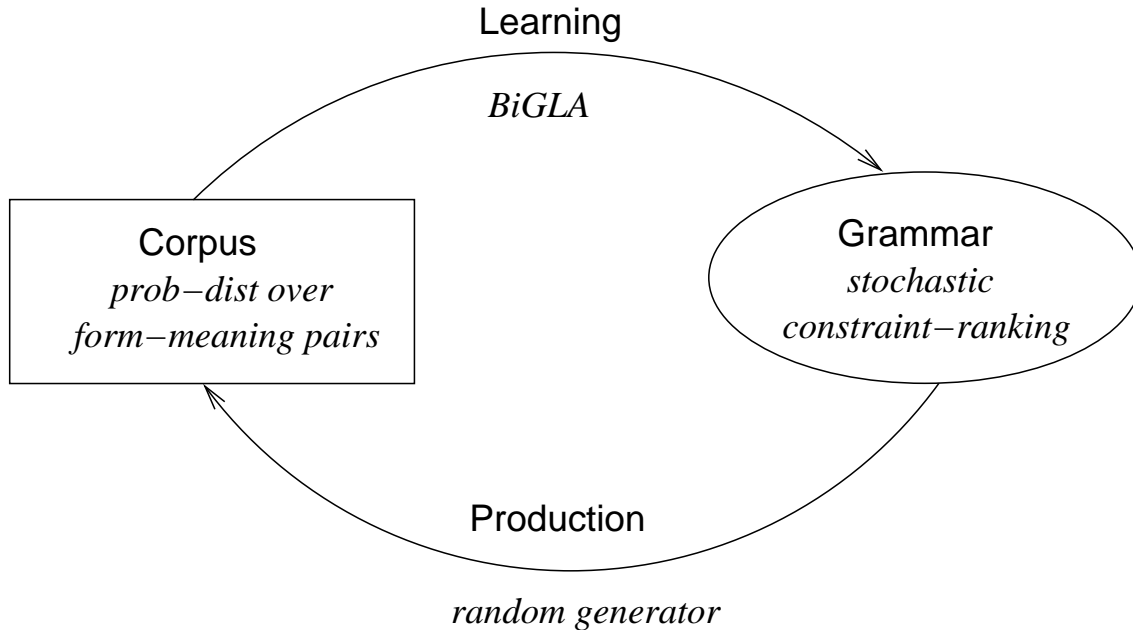 Learning
BiGLA
Corpus
prob−dist over
form−meaning pairs
Grammar
stochastic
constraint−ranking
Production
random generator